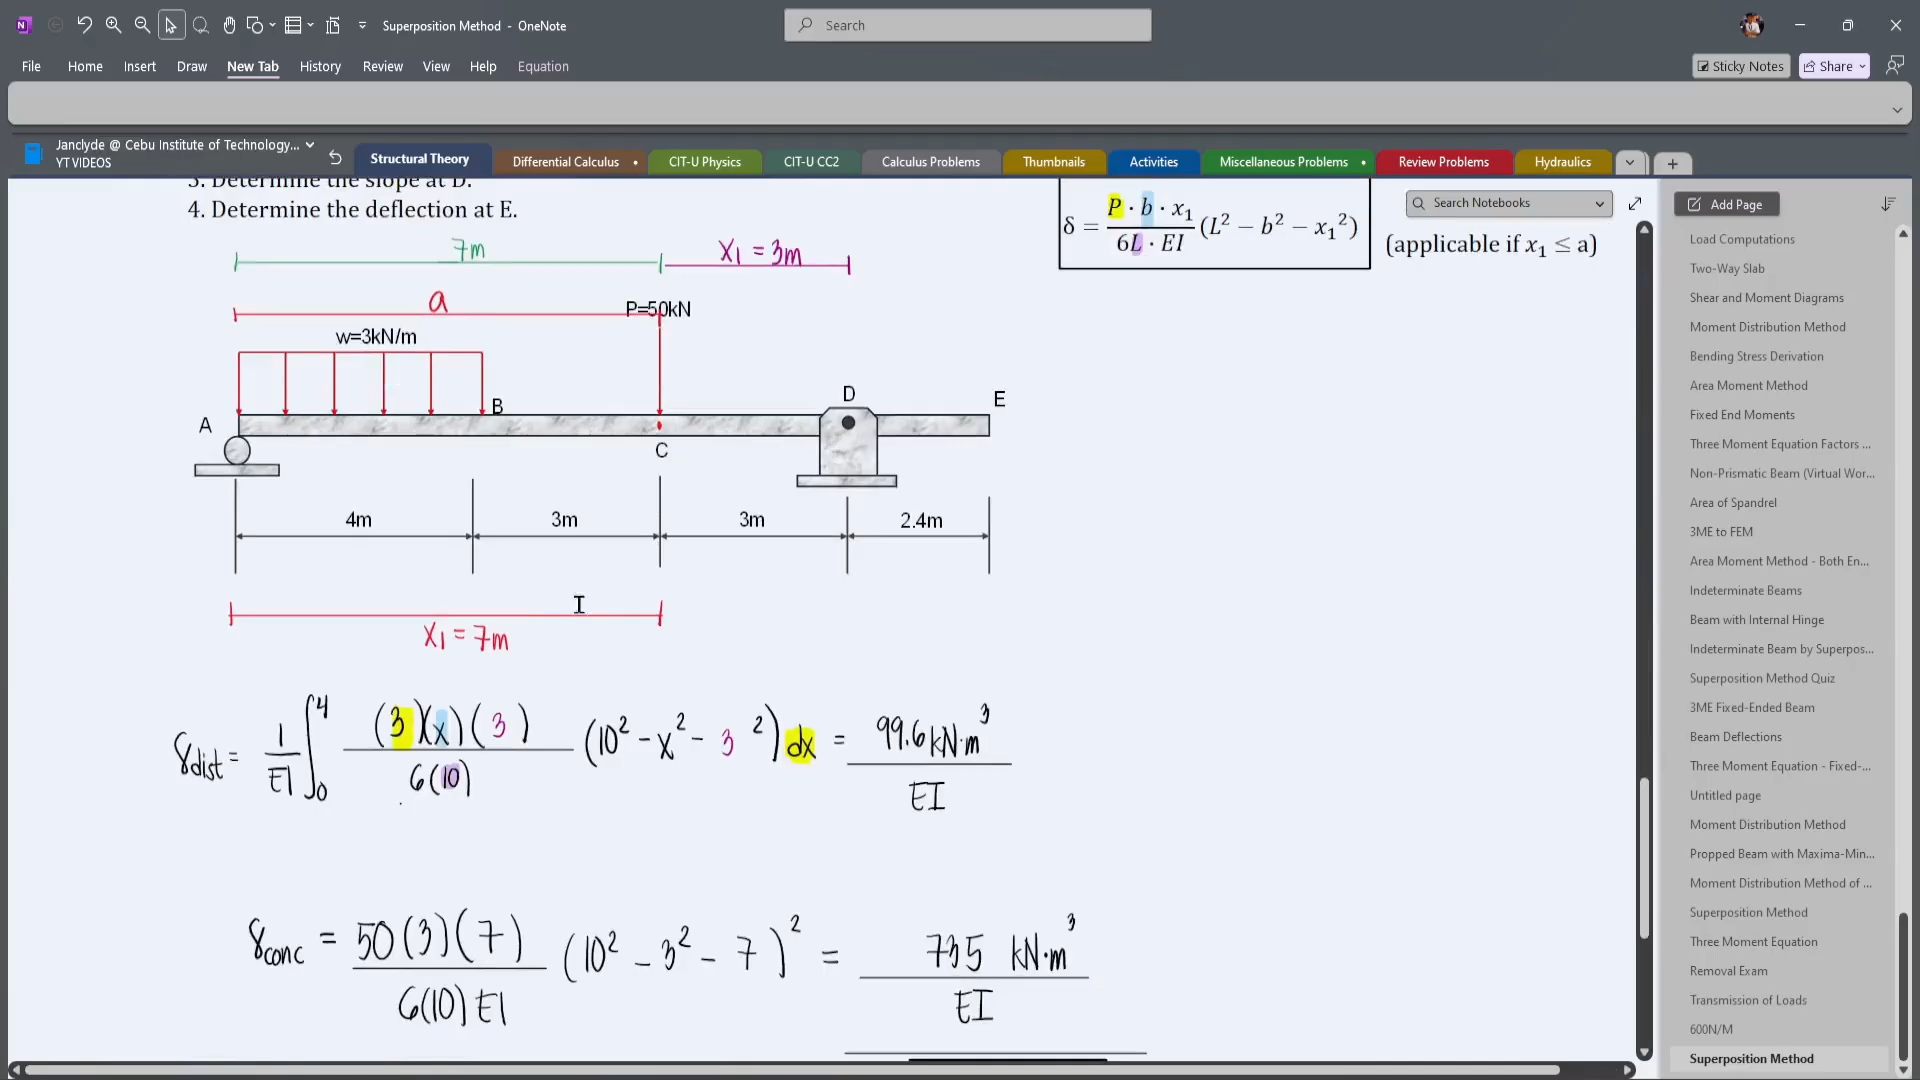 Superposition Method - OneNote
Search
File Home Insert Draw New Tab History Review View Help Equation
Sticky Notes
Share
Janclyde @ Cebu Institute of Technology...
YT VIDEOS
Structural Theory
Differential Calculus
CIT-U Physics
CIT-U CC2
Calculus Problems
Thumbnails
Activities
Miscellaneous Problems
Review Problems
Hydraulics
Search Notebooks
Add Page
3. Determine the slope at D.
4. Determine the deflection at E.
δ = P · b · x₁ / 6L · EI (L² − b² − x₁²)
(applicable if x₁ ≤ a)
7m
x₁ = 3m
a
P=50kN
w=3kN/m
A
B
C
D
E
4m
3m
3m
2.4m
x₁ = 7m
δdist = 1/EI ∫₀⁴ (3)(x)(3) / 6(10) (10² − x² − 3²) dx = 99.6 kN·m³ / EI
δconc = 50(3)(7) / 6(10)EI (10² − 3² − 7)² = 735 kN·m³ / EI
Load Computations
Two-Way Slab
Shear and Moment Diagrams
Moment Distribution Method
Bending Stress Derivation
Area Moment Method
Fixed End Moments
Three Moment Equation Factors ...
Non-Prismatic Beam (Virtual Wor...
Area of Spandrel
3ME to FEM
Area Moment Method - Both En...
Indeterminate Beams
Beam with Internal Hinge
Indeterminate Beam by Superpos...
Superposition Method Quiz
3ME Fixed-Ended Beam
Beam Deflections
Three Moment Equation - Fixed-...
Untitled page
Moment Distribution Method
Propped Beam with Maxima-Min...
Moment Distribution Method of ...
Superposition Method
Three Moment Equation
Removal Exam
Transmission of Loads
600N/M
Superposition Method